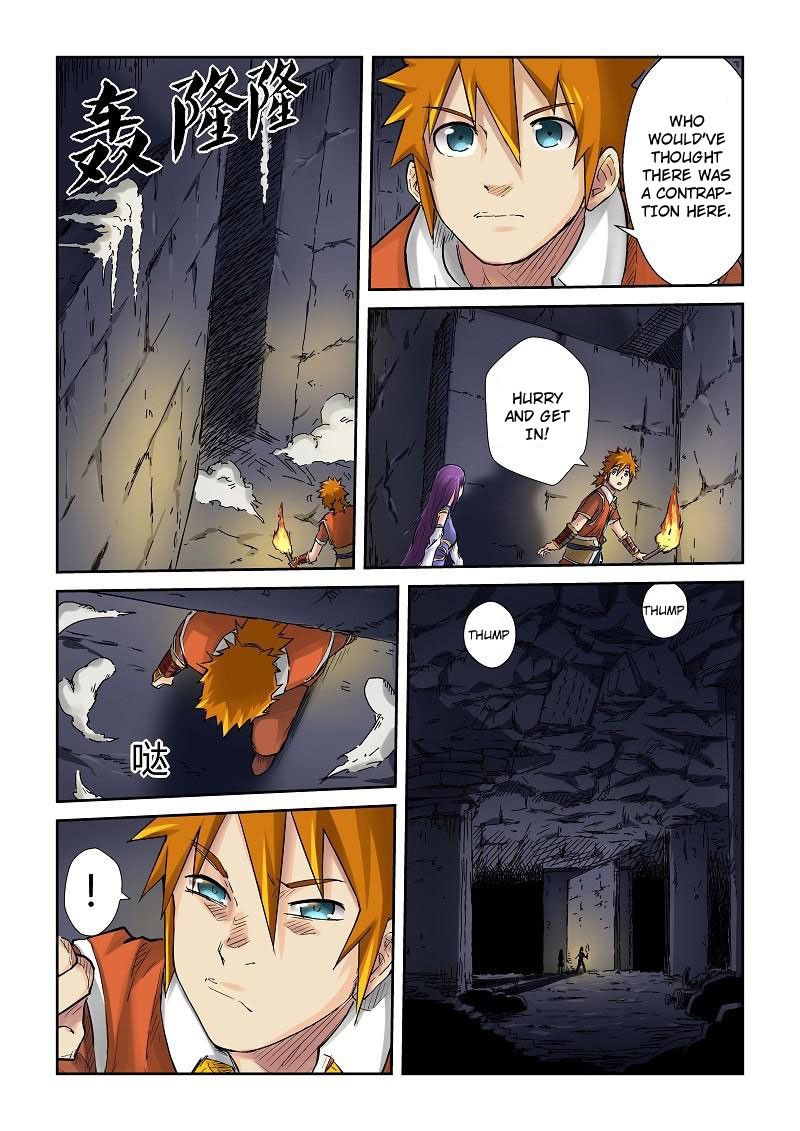 轰隆隆
WHO
WOULD'VE
THOUGHT
THERE WAS
A CONTRAP-
TION HERE.
HURRY
AND GET
IN!
哒
THUMP
THUMP
!